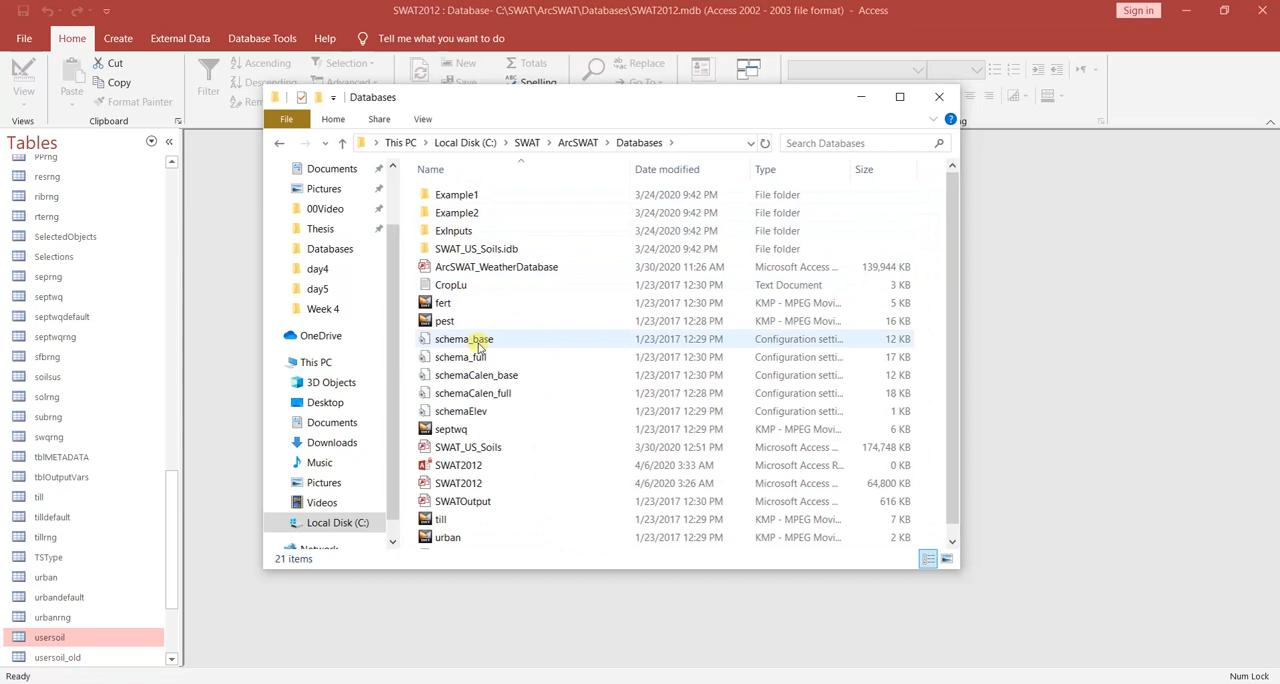 SWAT2012 : Database- C:\SWAT\ArcSWAT\Databases\SWAT2012.mdb (Access 2002 - 2003 file format) - Access
Sign in
File Home Create External Data Database Tools Help Tell me what you want to do
View
Views
Paste
Cut
Copy
Format Painter
Clipboard
Filter
Ascending
Descending
Selection
Advanced
New
Save
Totals
Spelling
Replace
Go To
Tables
PPrng
resrng
ribrng
rterng
SelectedObjects
Selections
seprng
septwq
septwqdefault
septwqrng
sfbrng
soilsus
solrng
subrng
swqrng
tblMETADATA
tblOutputVars
till
tilldefault
tillrng
TSType
urban
urbandefault
urbanrng
usersoil
usersoil_old
Databases
File Home Share View
This PC > Local Disk (C:) > SWAT > ArcSWAT > Databases >
Search Databases
Documents
Pictures
00Video
Thesis
Databases
day4
day5
Week 4
OneDrive
This PC
3D Objects
Desktop
Documents
Downloads
Music
Pictures
Videos
Local Disk (C:)
Network
Name Date modified Type Size
Example1 3/24/2020 9:42 PM File folder
Example2 3/24/2020 9:42 PM File folder
ExInputs 3/24/2020 9:42 PM File folder
SWAT_US_Soils.idb 3/24/2020 9:42 PM File folder
ArcSWAT_WeatherDatabase 3/30/2020 11:26 AM Microsoft Access ... 139,944 KB
CropLu 1/23/2017 12:30 PM Text Document 3 KB
fert 1/23/2017 12:30 PM KMP - MPEG Movi... 5 KB
pest 1/23/2017 12:28 PM KMP - MPEG Movi... 16 KB
schema_base 1/23/2017 12:29 PM Configuration setti... 12 KB
schema_full 1/23/2017 12:30 PM Configuration setti... 17 KB
schemaCalen_base 1/23/2017 12:30 PM Configuration setti... 12 KB
schemaCalen_full 1/23/2017 12:28 PM Configuration setti... 18 KB
schemaElev 1/23/2017 12:29 PM Configuration setti... 1 KB
septwq 1/23/2017 12:29 PM KMP - MPEG Movi... 6 KB
SWAT_US_Soils 3/30/2020 12:51 PM Microsoft Access ... 174,748 KB
SWAT2012 4/6/2020 3:33 AM Microsoft Access R... 0 KB
SWAT2012 4/6/2020 3:26 AM Microsoft Access ... 64,800 KB
SWATOutput 1/23/2017 12:30 PM Microsoft Access ... 616 KB
till 1/23/2017 12:29 PM KMP - MPEG Movi... 7 KB
urban 1/23/2017 12:29 PM KMP - MPEG Movi... 2 KB
21 items
Ready
Num Lock